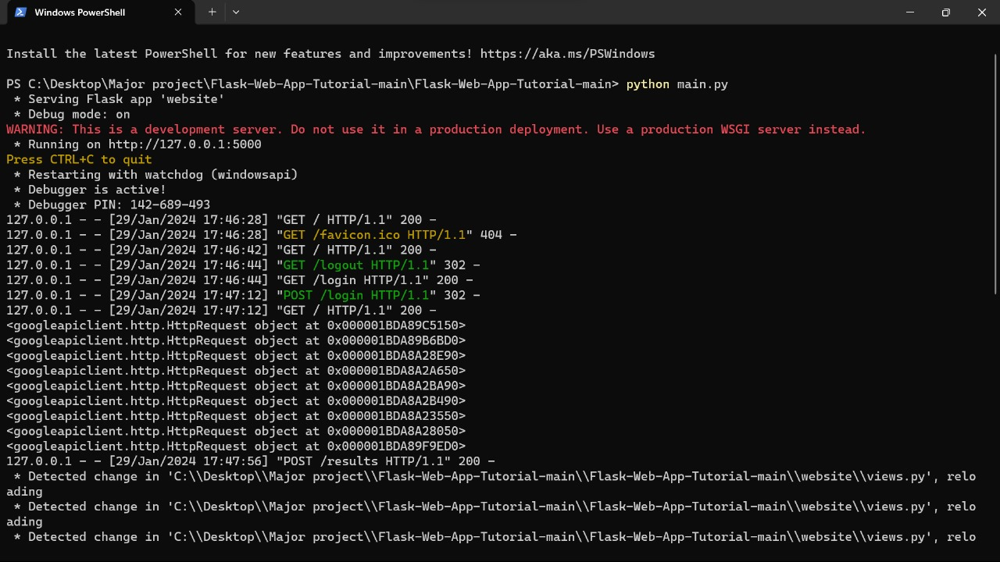 Windows PowerShell
Install the latest PowerShell for new features and improvements! https://aka.ms/PSWindows
PS C:\Desktop\Major project\Flask-Web-App-Tutorial-main\Flask-Web-App-Tutorial-main> python main.py
 * Serving Flask app 'website'
 * Debug mode: on
WARNING: This is a development server. Do not use it in a production deployment. Use a production WSGI server instead.
 * Running on http://127.0.0.1:5000
Press CTRL+C to quit
 * Restarting with watchdog (windowsapi)
 * Debugger is active!
 * Debugger PIN: 142-689-493
127.0.0.1 - - [29/Jan/2024 17:46:28] "GET / HTTP/1.1" 200 -
127.0.0.1 - - [29/Jan/2024 17:46:28] "GET /favicon.ico HTTP/1.1" 404 -
127.0.0.1 - - [29/Jan/2024 17:46:42] "GET / HTTP/1.1" 200 -
127.0.0.1 - - [29/Jan/2024 17:46:44] "GET /logout HTTP/1.1" 302 -
127.0.0.1 - - [29/Jan/2024 17:46:44] "GET /login HTTP/1.1" 200 -
127.0.0.1 - - [29/Jan/2024 17:47:12] "POST /login HTTP/1.1" 302 -
127.0.0.1 - - [29/Jan/2024 17:47:12] "GET / HTTP/1.1" 200 -
<googleapiclient.http.HttpRequest object at 0x000001BDA89C5150>
<googleapiclient.http.HttpRequest object at 0x000001BDA89B6BD0>
<googleapiclient.http.HttpRequest object at 0x000001BDA8A28E90>
<googleapiclient.http.HttpRequest object at 0x000001BDA8A2A650>
<googleapiclient.http.HttpRequest object at 0x000001BDA8A2BA90>
<googleapiclient.http.HttpRequest object at 0x000001BDA8A2B490>
<googleapiclient.http.HttpRequest object at 0x000001BDA8A23550>
<googleapiclient.http.HttpRequest object at 0x000001BDA8A28050>
<googleapiclient.http.HttpRequest object at 0x000001BDA89F9ED0>
127.0.0.1 - - [29/Jan/2024 17:47:56] "POST /results HTTP/1.1" 200 -
 * Detected change in 'C:\\Desktop\\Major project\\Flask-Web-App-Tutorial-main\\Flask-Web-App-Tutorial-main\\website\\views.py', relo
ading
 * Detected change in 'C:\\Desktop\\Major project\\Flask-Web-App-Tutorial-main\\Flask-Web-App-Tutorial-main\\website\\views.py', relo
ading
 * Detected change in 'C:\\Desktop\\Major project\\Flask-Web-App-Tutorial-main\\Flask-Web-App-Tutorial-main\\website\\views.py', relo